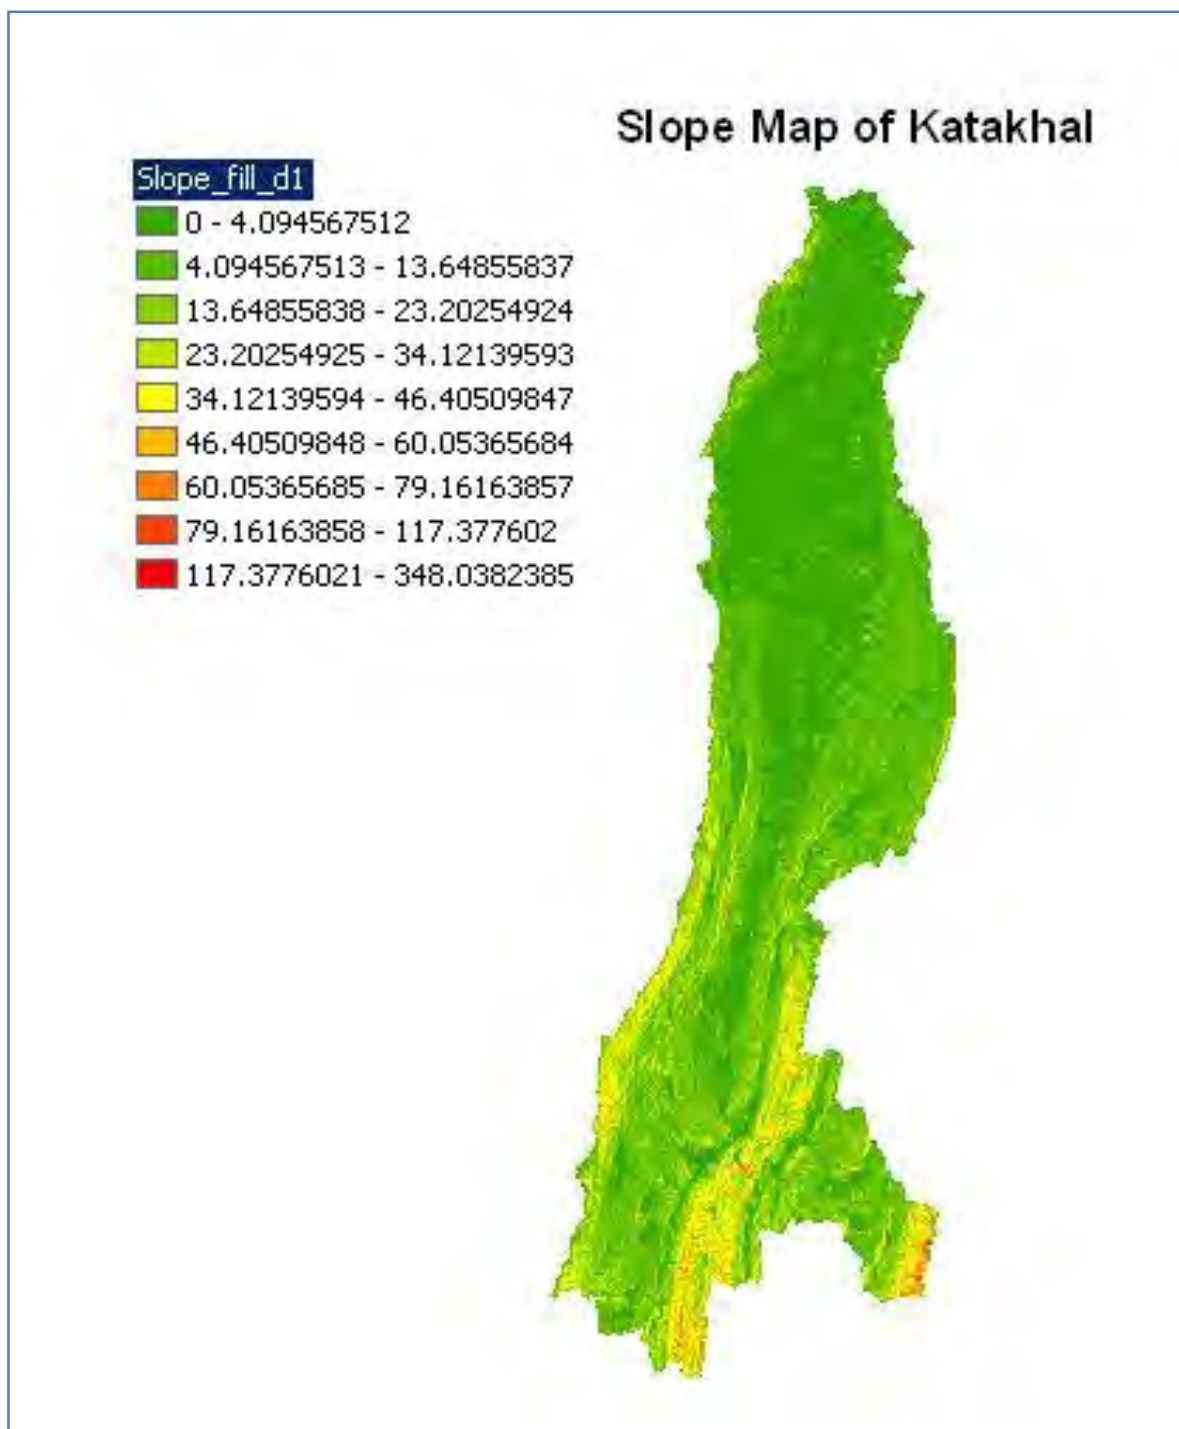 Slope Map of Katakhal
Slope_fill_d1
0 - 4.094567512
4.094567513 - 13.64855837
13.64855838 - 23.20254924
23.20254925 - 34.12139593
34.12139594 - 46.40509847
46.40509848 - 60.05365684
60.05365685 - 79.16163857
79.16163858 - 117.377602
117.3776021 - 348.0382385